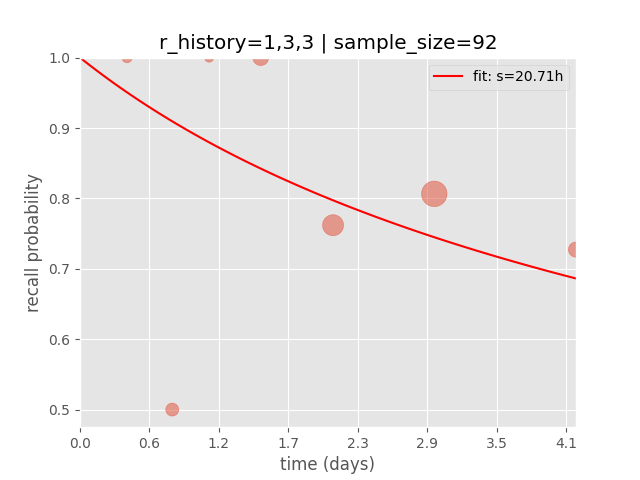 r_history=1,3,3 | sample_size=92
fit: s=20.71h
recall probability
1.0
0.9
0.8
0.7
0.6
0.5
0.0 0.6 1.2 1.7 2.3 2.9 3.5 4.1
time (days)